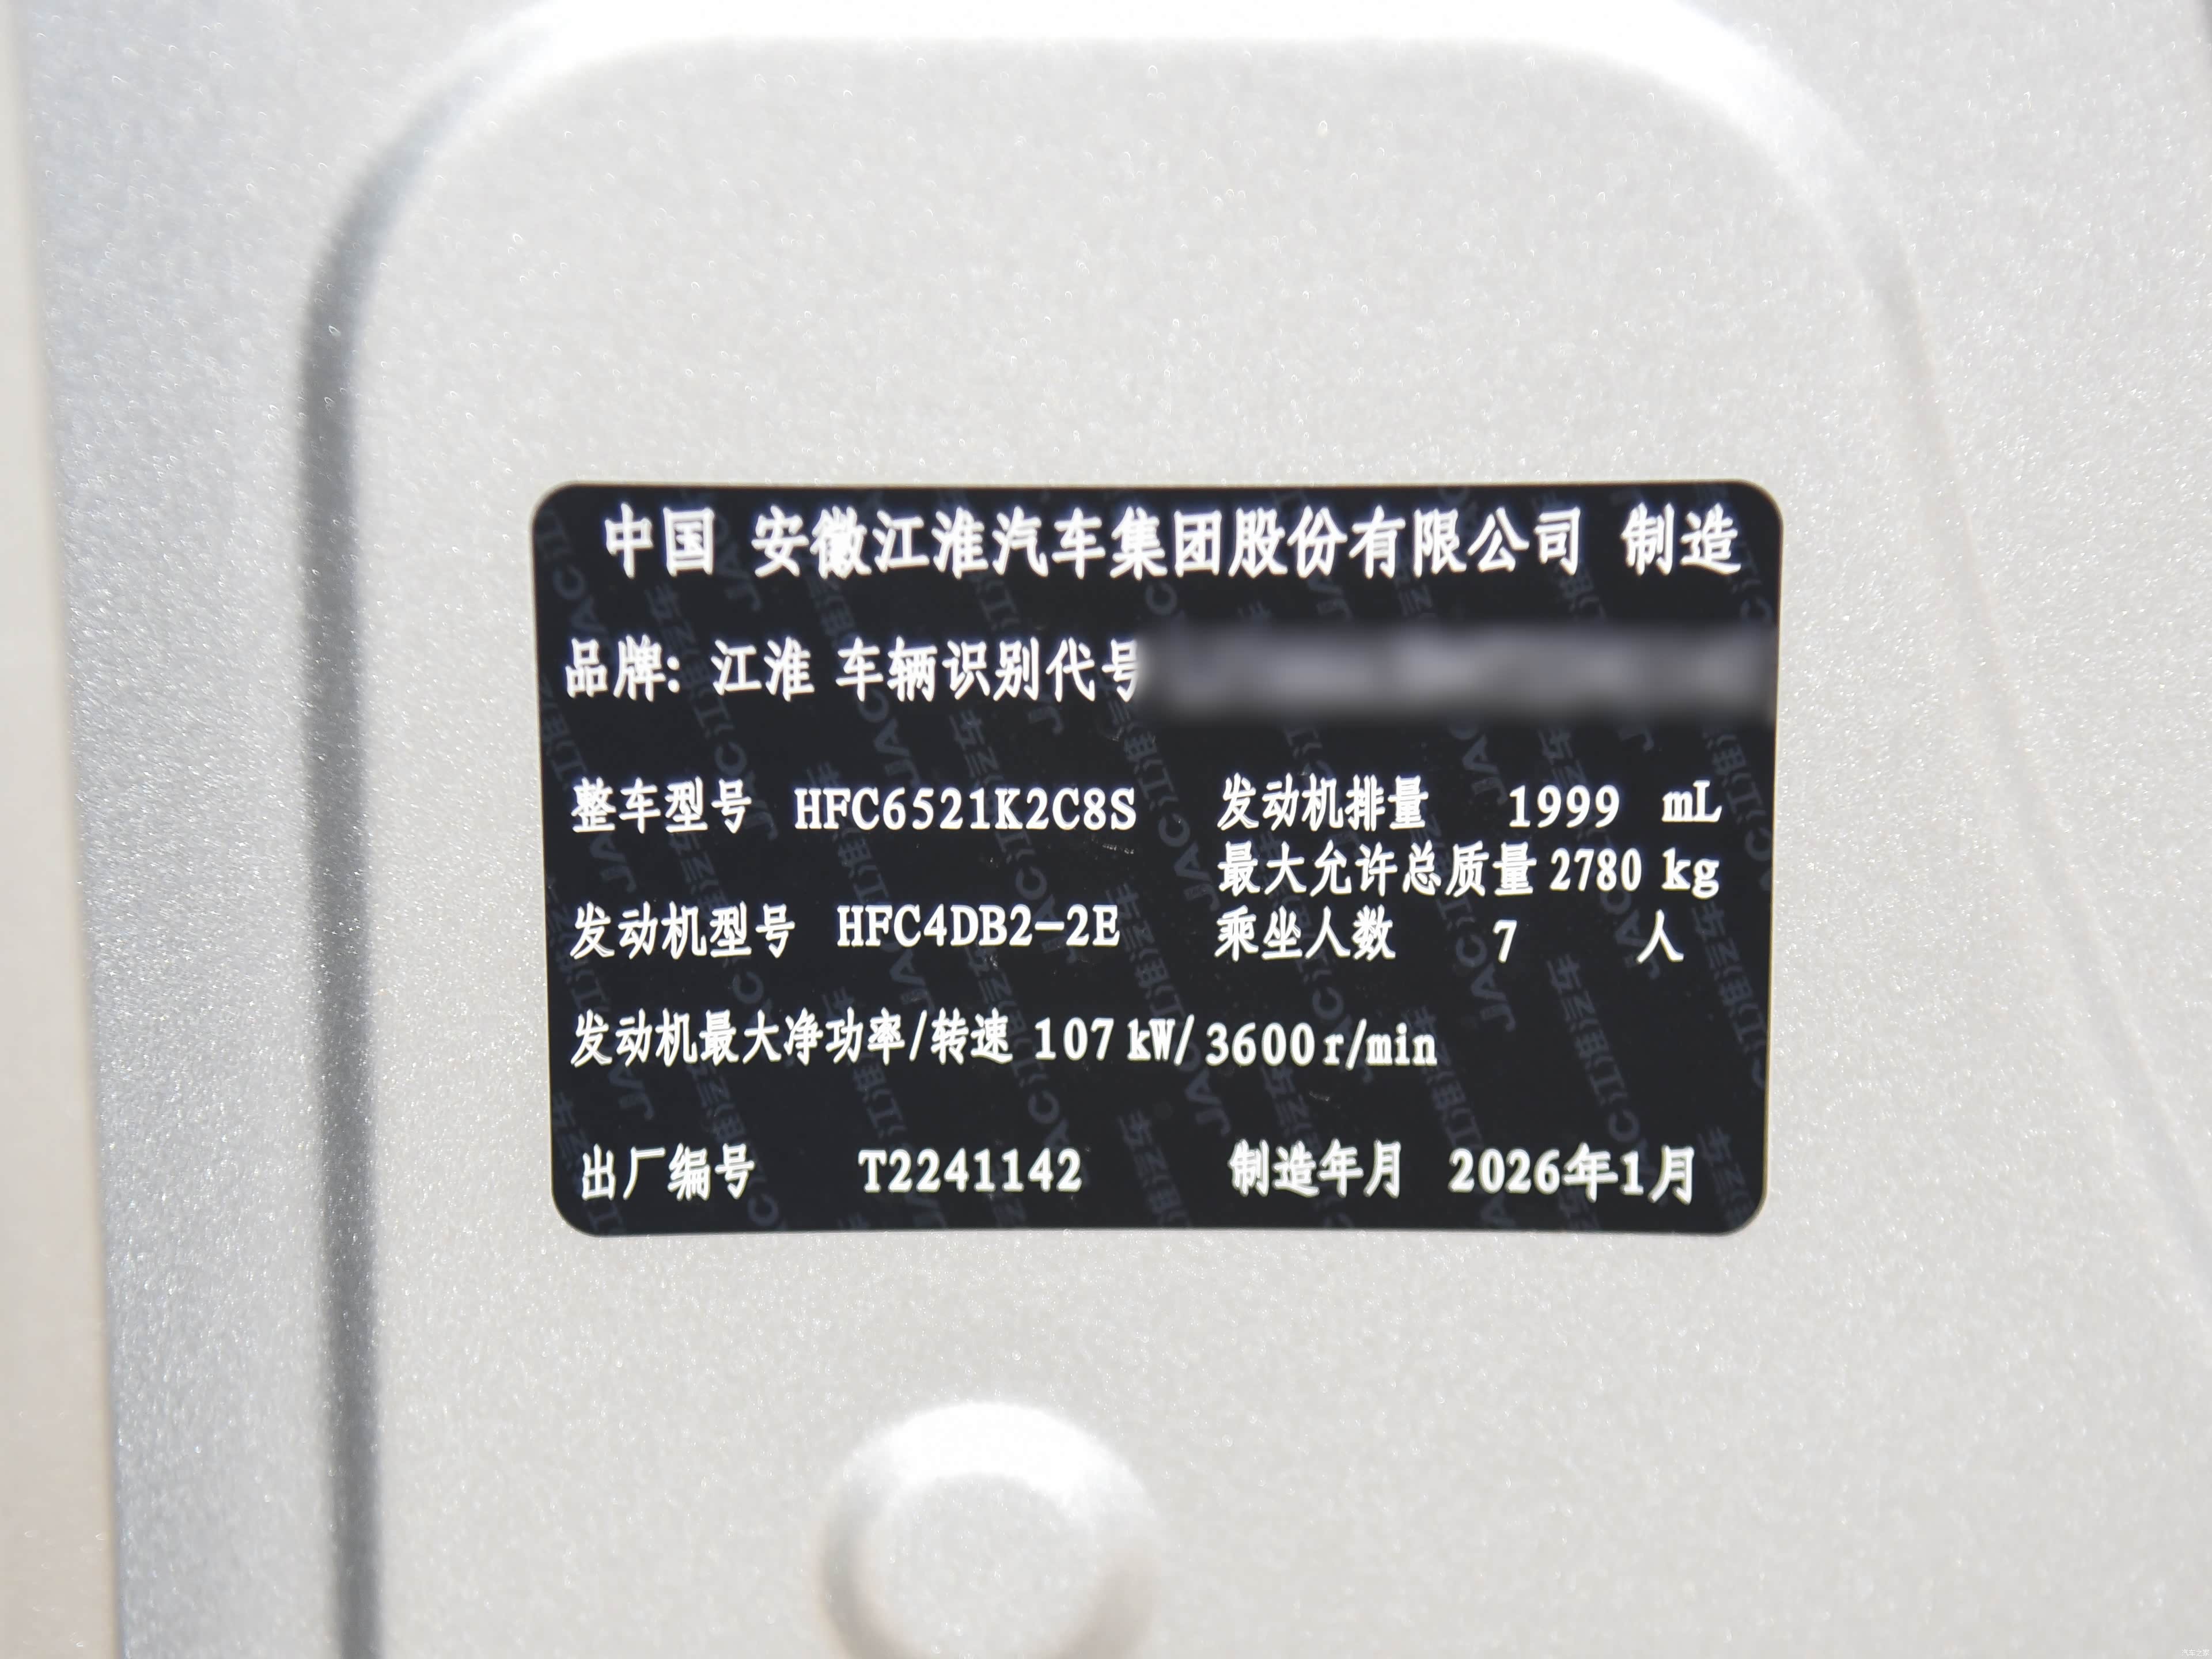 中国 安徽江淮汽车集团股份有限公司 制造
品牌: 江淮 车辆识别代号
整车型号 HFC6521K2C8S 发动机排量 1999 mL
最大允许总质量 2780 kg
发动机型号 HFC4DB2-2E 乘坐人数 7 人
发动机最大净功率/转速 107 kW/3600 r/min
出厂编号 T2241142 制造年月 2026年1月
汽车之家